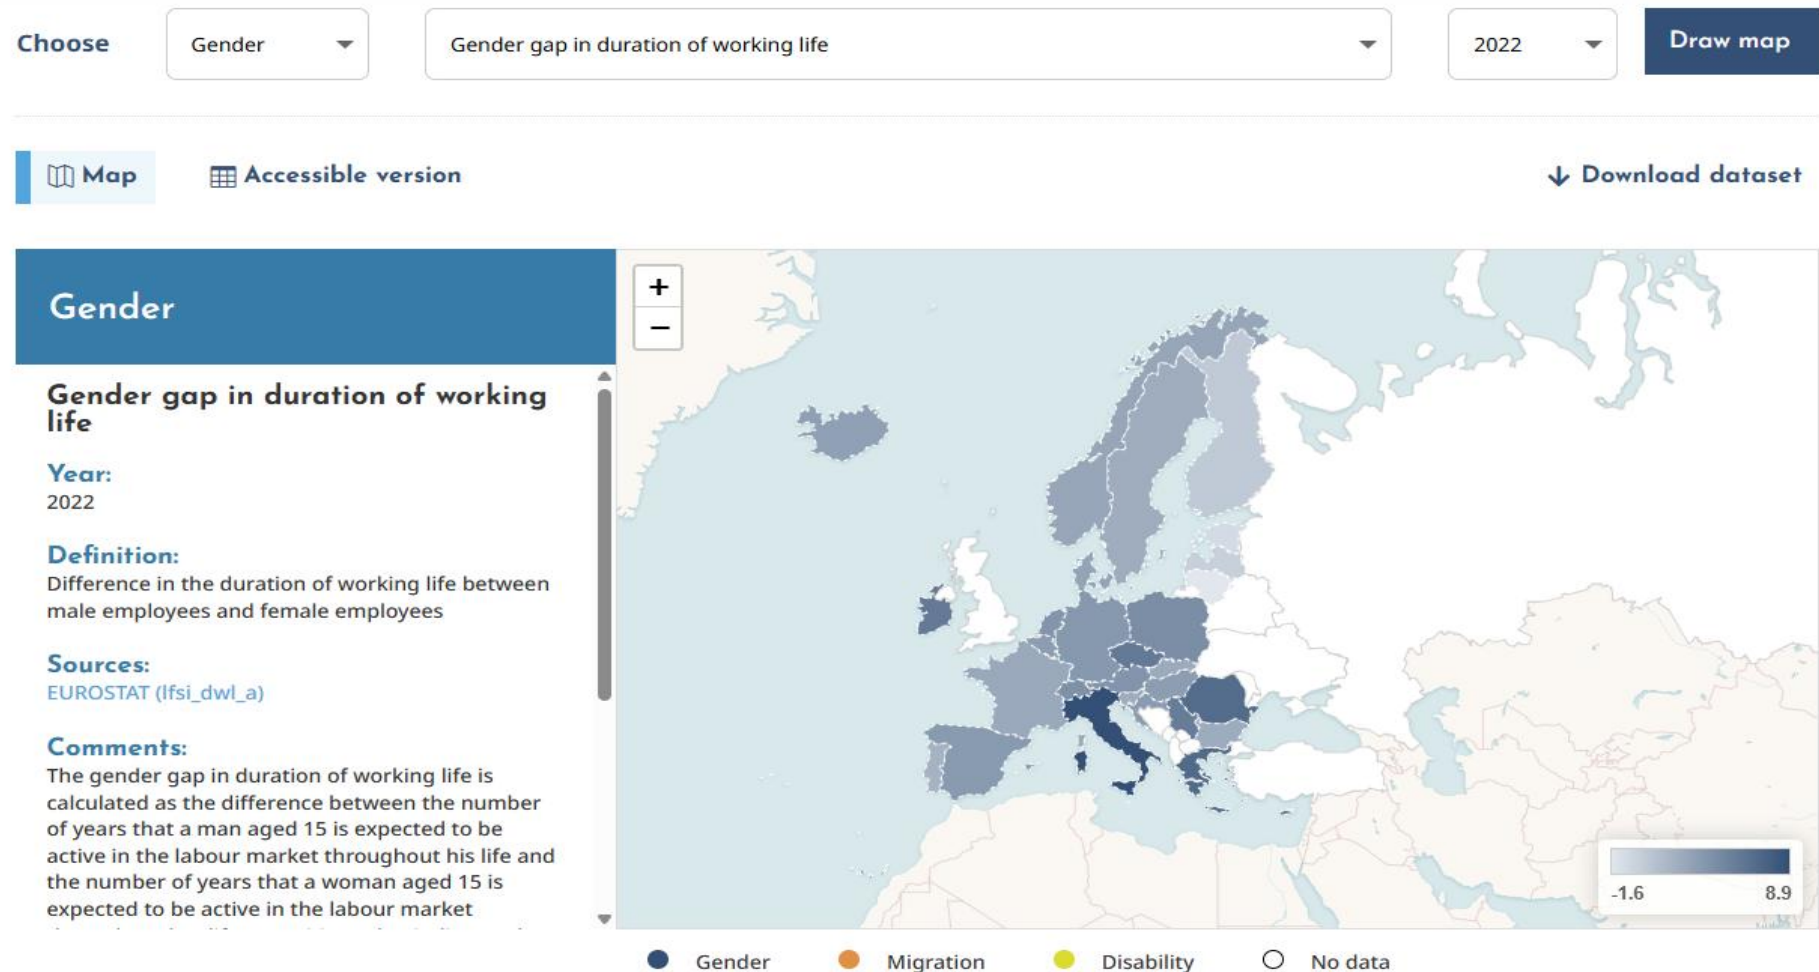 Choose
Gender
Gender gap in duration of working life
2022
Draw map
Map
Accessible version
Download dataset
Gender
Gender gap in duration of working
life
Year:
2022
Definition:
Difference in the duration of working life between
male employees and female employees
Sources:
EUROSTAT (lfsi_dwl_a)
Comments:
The gender gap in duration of working life is
calculated as the difference between the number
of years that a man aged 15 is expected to be
active in the labour market throughout his life and
the number of years that a woman aged 15 is
expected to be active in the labour market
+
−
-1.6
8.9
Gender
Migration
Disability
No data